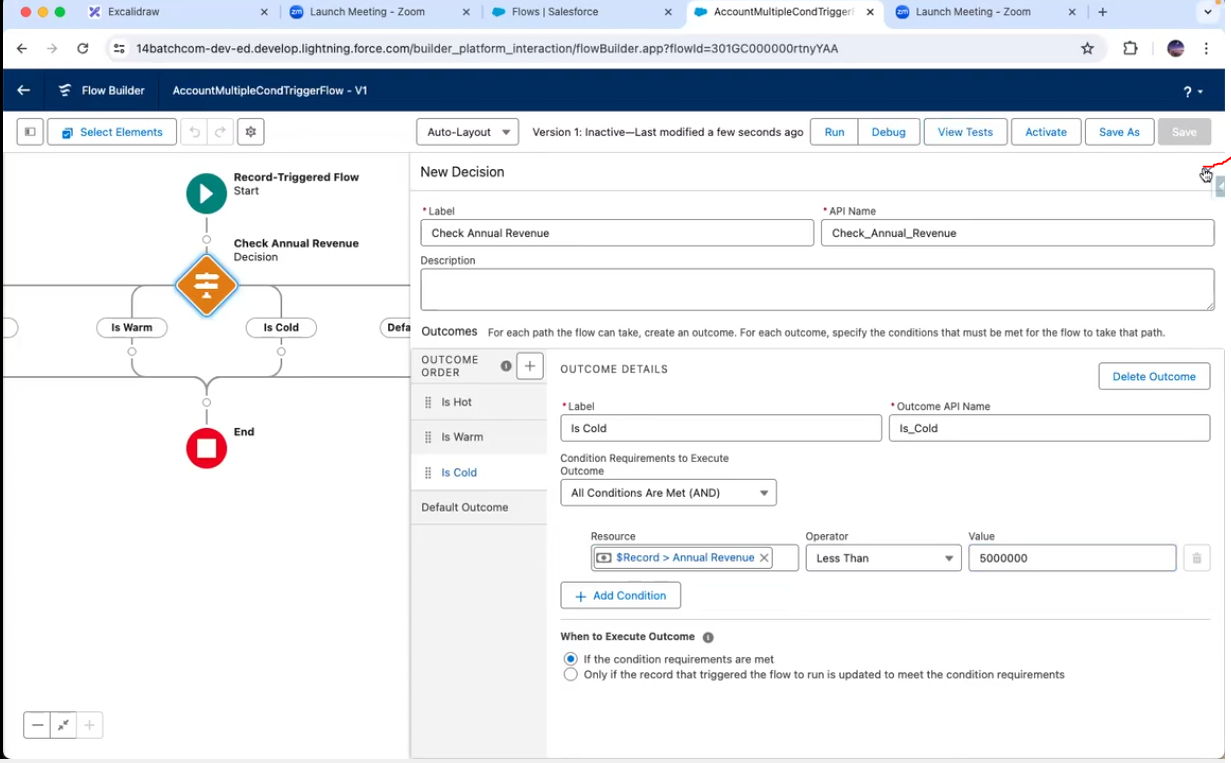 Excalidraw
Launch Meeting - Zoom
Flows | Salesforce
AccountMultipleCondTriggerF
Launch Meeting - Zoom
14batchcom-dev-ed.develop.lightning.force.com/builder_platform_interaction/flowBuilder.app?flowId=301GC000000rtnyYAA
Flow Builder
AccountMultipleCondTriggerFlow - V1
?
Select Elements
Auto-Layout
Version 1: Inactive—Last modified a few seconds ago
Run
Debug
View Tests
Activate
Save As
Save
Record-Triggered Flow
Start
Check Annual Revenue
Decision
Is Warm
Is Cold
Defa
End
New Decision
* Label
* API Name
Check Annual Revenue
Check_Annual_Revenue
Description
Outcomes For each path the flow can take, create an outcome. For each outcome, specify the conditions that must be met for the flow to take that path.
OUTCOME
ORDER
Is Hot
Is Warm
Is Cold
Default Outcome
OUTCOME DETAILS
Delete Outcome
* Label
* Outcome API Name
Is Cold
Is_Cold
Condition Requirements to Execute
Outcome
All Conditions Are Met (AND)
Resource
Operator
Value
$Record > Annual Revenue
Less Than
5000000
+ Add Condition
When to Execute Outcome
If the condition requirements are met
Only if the record that triggered the flow to run is updated to meet the condition requirements